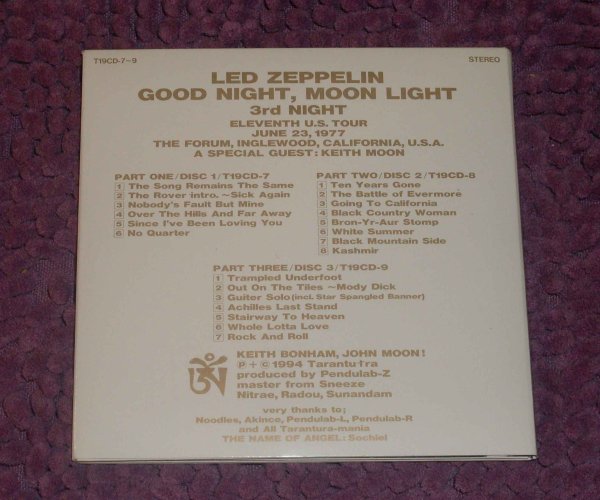 T19CD-7~9
STEREO
LED ZEPPELIN
GOOD NIGHT, MOON LIGHT
3rd NIGHT
ELEVENTH U.S. TOUR
JUNE 23, 1977
THE FORUM, INGLEWOOD, CALIFORNIA, U.S.A.
A SPECIAL GUEST: KEITH MOON
PART ONE/DISC 1/T19CD-7
1 The Song Remains The Same
2 The Rover intro. ~Sick Again
3 Nobody's Fault But Mine
4 Over The Hills And Far Away
5 Since I've Been Loving You
6 No Quarter
PART TWO/DISC 2/T19CD-8
1 Ten Years Gone
2 The Battle of Evermore
3 Going To California
4 Black Country Woman
5 Bron-Yr-Aur Stomp
6 White Summer
7 Black Mountain Side
8 Kashmir
PART THREE/DISC 3/T19CD-9
1 Trampled Underfoot
2 Out On The Tiles ~Mody Dick
3 Guiter Solo (incl. Star Spangled Banner)
4 Achilles Last Stand
5 Stairway To Heaven
6 Whole Lotta Love
7 Rock And Roll
ༀ
KEITH BONHAM, JOHN MOON!
Ⓟ+Ⓒ1994 Tarantu†ra
produced by Pendulab-Z
master from Sneeze
Nitrae, Radou, Sunandam
very thanks to;
Noodles, Akince, Pendulab-L, Pendulab-R
and All Tarantura-mania
THE NAME OF ANGEL: Sochiel